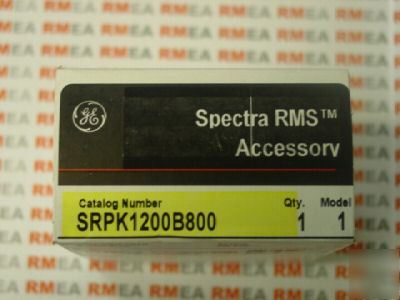 GE
Spectra RMS™
Accessory
Catalog Number Qty. Model
SRPK1200B800 1 1